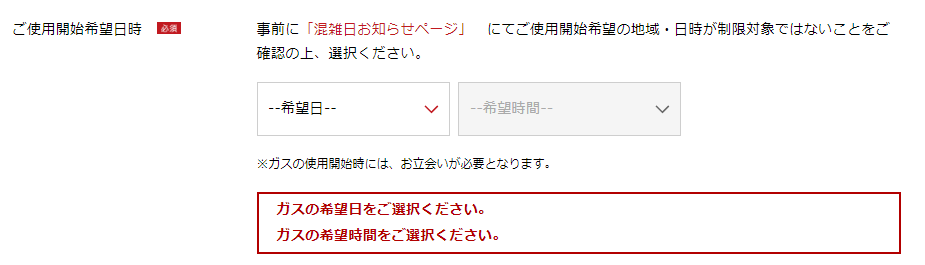 ご使用開始希望日時 必須
事前に「混雑日お知らせページ」 にてご使用開始希望の地域・日時が制限対象ではないことをご
確認の上、選択ください。
--希望日-- --希望時間--
※ガスの使用開始時には、お立会いが必要となります。
ガスの希望日をご選択ください。
ガスの希望時間をご選択ください。